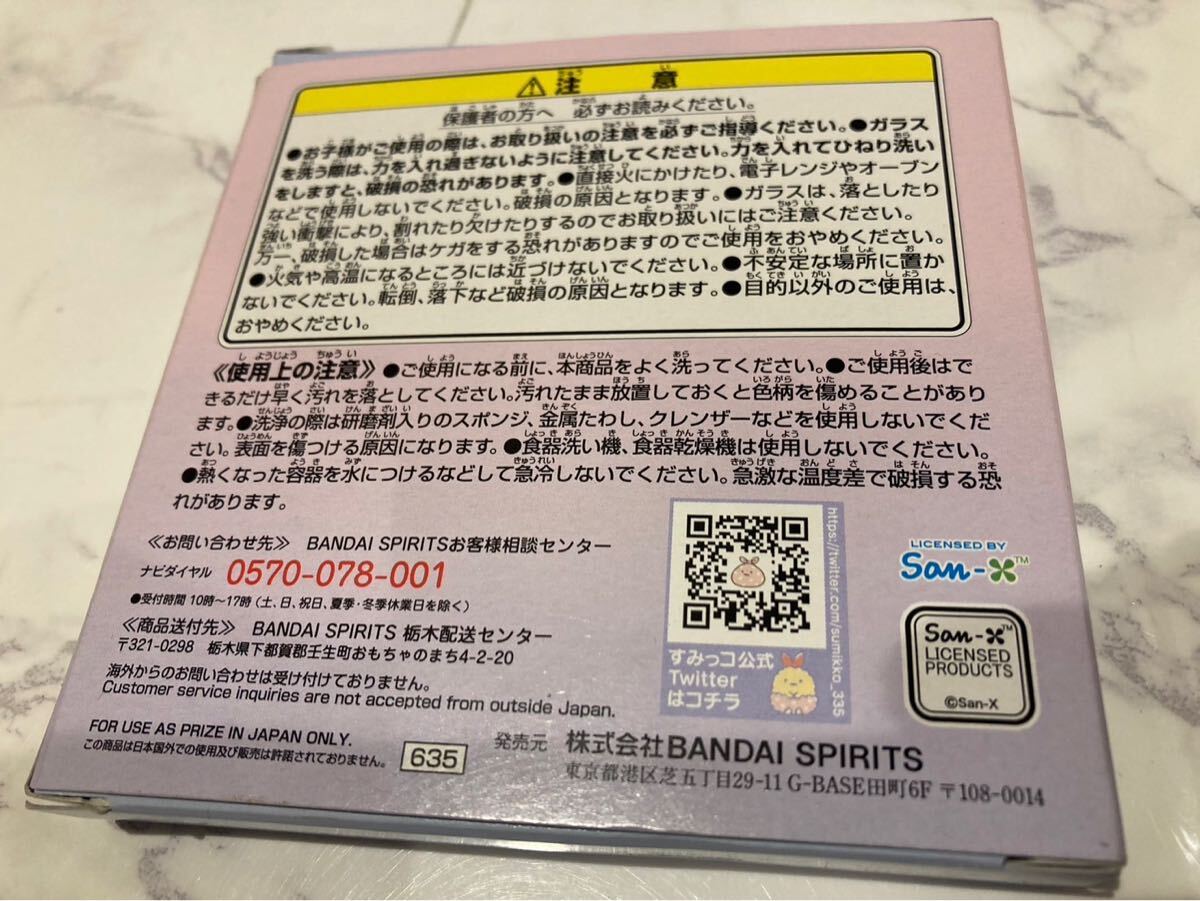 ⚠注意
保護者の方へ 必ずお読みください。
●お子様がご使用の際は、お取り扱いの注意を必ずご指導ください。●ガラス
を洗う際は、力を入れ過ぎないように注意してください。力を入れてひねり洗い
をしますと、破損の恐れがあります。●直接火にかけたり、電子レンジやオーブン
などで使用しないでください。破損の原因となります。●ガラスは、落としたり
強い衝撃により、割れたり欠けたりするのでお取り扱いにはご注意ください。
万一、破損した場合はケガをする恐れがありますのでご使用をおやめください。
●火気や高温になるところには近づけないでください。●不安定な場所に置か
ないでください。転倒、落下など破損の原因となります。●目的以外のご使用は、
おやめください。
《使用上の注意》●ご使用になる前に、本商品をよく洗ってください。●ご使用後はで
きるだけ早く汚れを落としてください。汚れたまま放置しておくと色柄を傷めることがあり
ます。●洗浄の際は研磨剤入りのスポンジ、金属たわし、クレンザーなどを使用しないでくだ
さい。表面を傷つける原因になります。●食器洗い機、食器乾燥機は使用しないでください。
●熱くなった容器を水につけるなどして急冷しないでください。急激な温度差で破損する恐
れがあります。
≪お問い合わせ先≫ BANDAI SPIRITSお客様相談センター
ナビダイヤル 0570-078-001
●受付時間 10時～17時（土、日、祝日、夏季・冬季休業日を除く）
≪商品送付先≫ BANDAI SPIRITS 栃木配送センター
〒321-0298 栃木県下都賀郡壬生町おもちゃのまち4-2-20
海外からのお問い合わせは受け付けておりません。
Customer service inquiries are not accepted from outside Japan.
FOR USE AS PRIZE IN JAPAN ONLY.
この商品は日本国外での使用及び販売は許諾されておりません。
635
https://twitter.com/sumikko_335
すみっコ公式
Twitter
はコチラ
LICENSED BY
San-X™
San-X™
LICENSED
PRODUCTS
©San-X
発売元 株式会社BANDAI SPIRITS
東京都港区芝五丁目29-11 G-BASE田町6F 〒108-0014